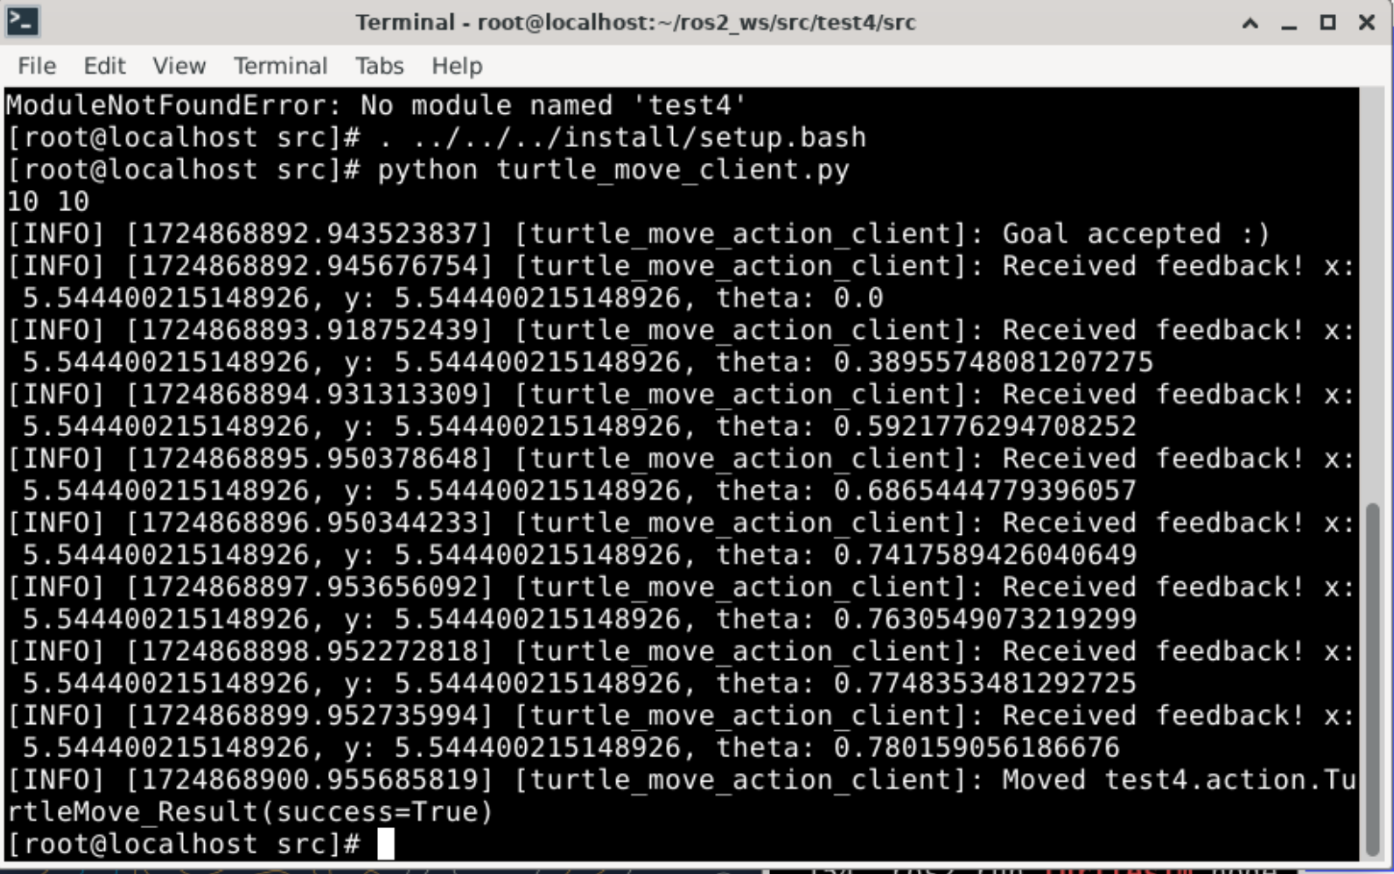 Terminal - root@localhost:~/ros2_ws/src/test4/src
File Edit View Terminal Tabs Help
ModuleNotFoundError: No module named 'test4'
[root@localhost src]# . ../../../install/setup.bash
[root@localhost src]# python turtle_move_client.py
10 10
[INFO] [1724868892.943523837] [turtle_move_action_client]: Goal accepted :)
[INFO] [1724868892.945676754] [turtle_move_action_client]: Received feedback! x:
5.544400215148926, y: 5.544400215148926, theta: 0.0
[INFO] [1724868893.918752439] [turtle_move_action_client]: Received feedback! x:
5.544400215148926, y: 5.544400215148926, theta: 0.38955748081207275
[INFO] [1724868894.931313309] [turtle_move_action_client]: Received feedback! x:
5.544400215148926, y: 5.544400215148926, theta: 0.5921776294708252
[INFO] [1724868895.950378648] [turtle_move_action_client]: Received feedback! x:
5.544400215148926, y: 5.544400215148926, theta: 0.6865444779396057
[INFO] [1724868896.950344233] [turtle_move_action_client]: Received feedback! x:
5.544400215148926, y: 5.544400215148926, theta: 0.7417589426040649
[INFO] [1724868897.953656092] [turtle_move_action_client]: Received feedback! x:
5.544400215148926, y: 5.544400215148926, theta: 0.7630549073219299
[INFO] [1724868898.952272818] [turtle_move_action_client]: Received feedback! x:
5.544400215148926, y: 5.544400215148926, theta: 0.7748353481292725
[INFO] [1724868899.952735994] [turtle_move_action_client]: Received feedback! x:
5.544400215148926, y: 5.544400215148926, theta: 0.780159056186676
[INFO] [1724868900.955685819] [turtle_move_action_client]: Moved test4.action.Tu
rtleMove_Result(success=True)
[root@localhost src]#